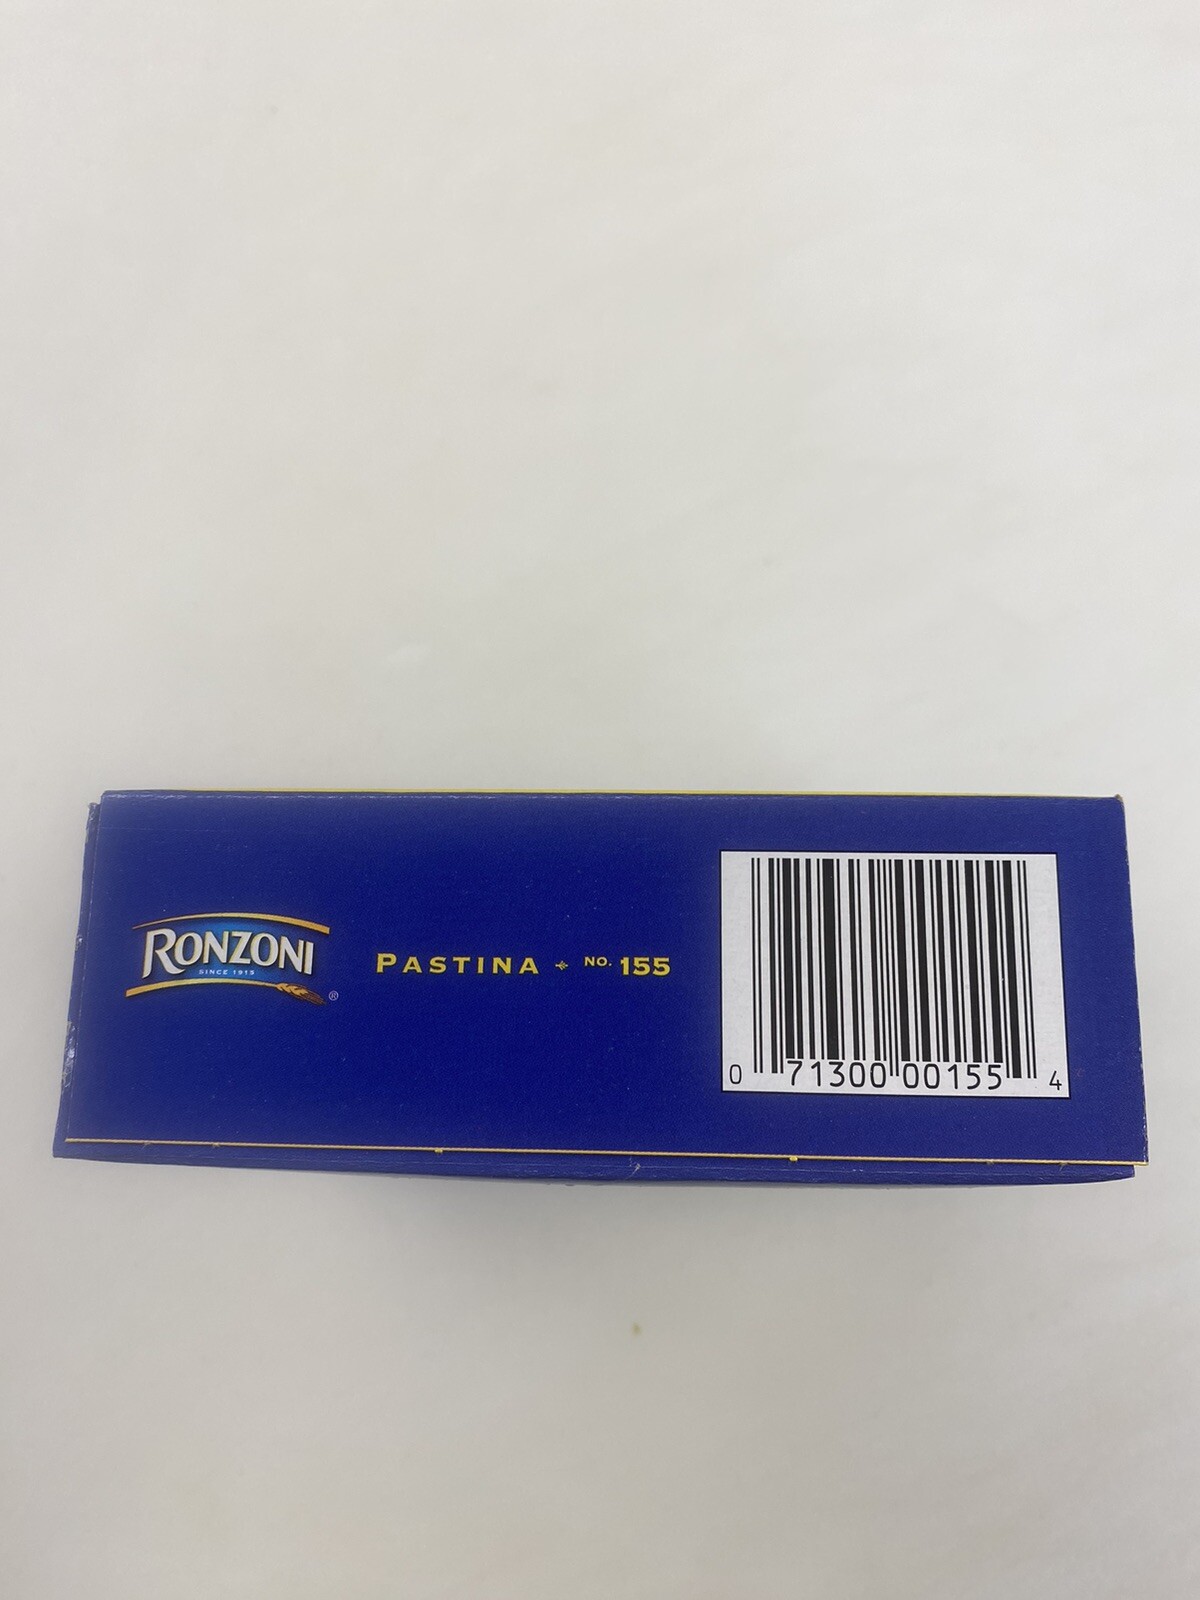 RONZONI
SINCE 1915
®
PASTINA NO. 155
0 71300 00155 4